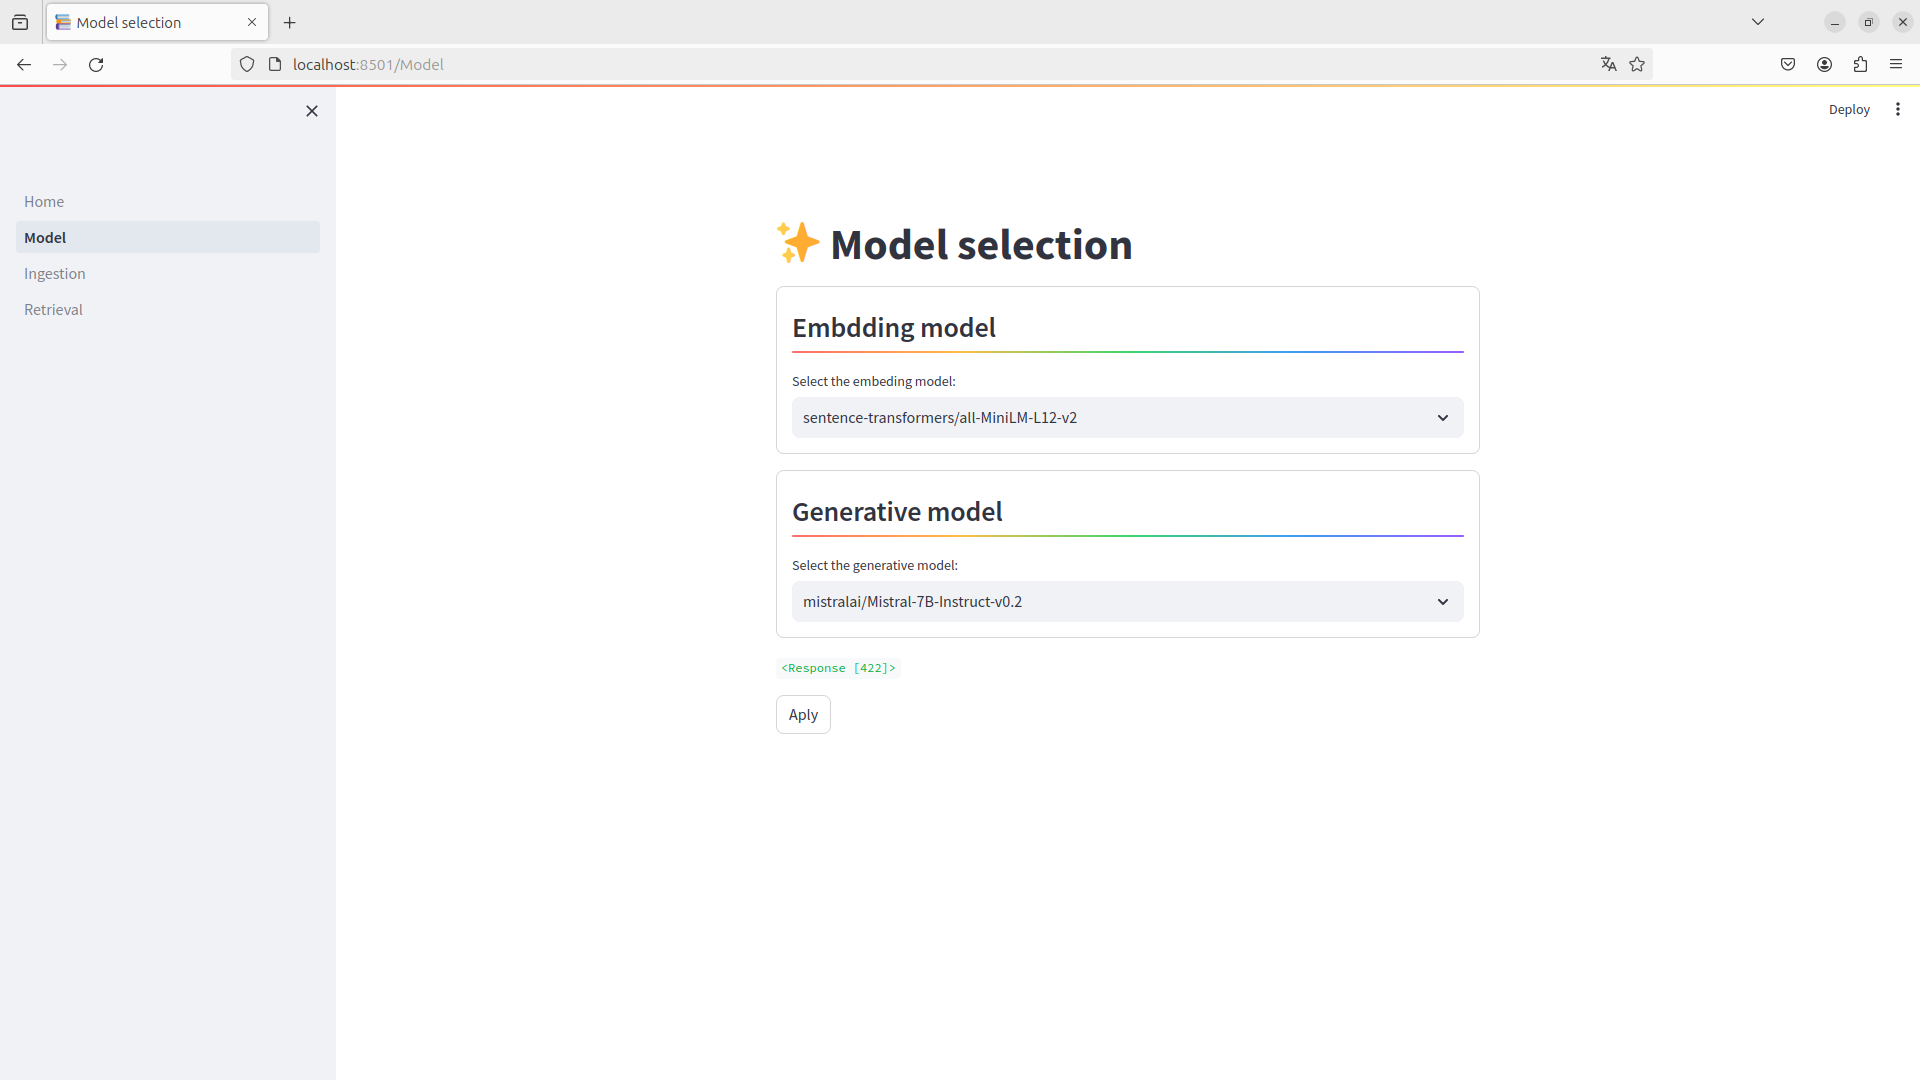 Model selection
localhost:8501/Model
Deploy
Home
Model
Ingestion
Retrieval
Model selection
Embdding model
Select the embeding model:
sentence-transformers/all-MiniLM-L12-v2
Generative model
Select the generative model:
mistralai/Mistral-7B-Instruct-v0.2
<Response [422]>
Aply